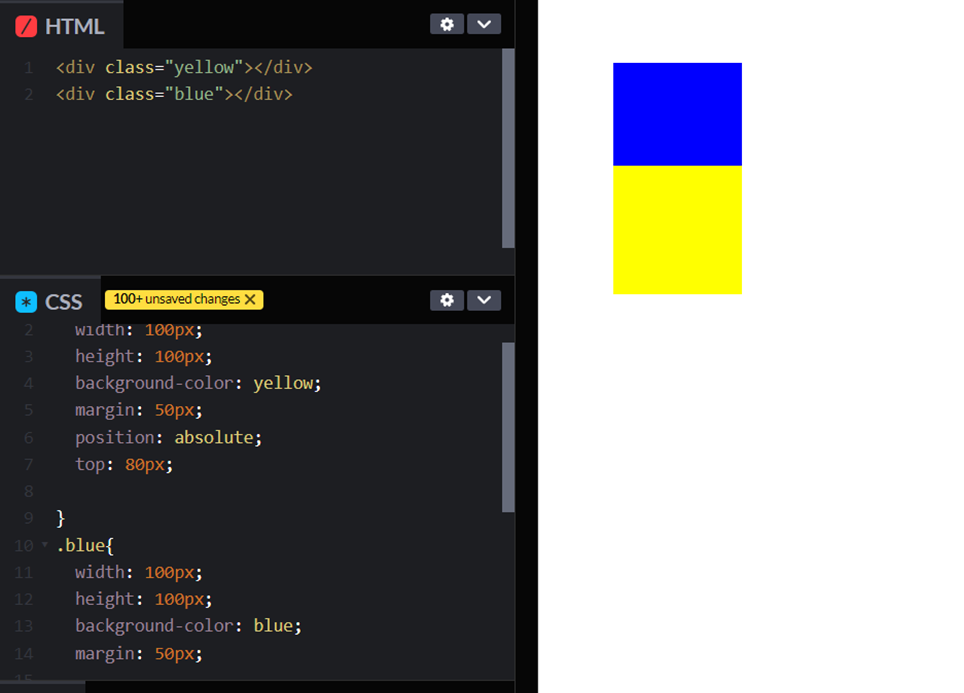 HTML
1 <div class="yellow"></div>
2 <div class="blue"></div>
CSS 100+ unsaved changes
2 width: 100px;
3 height: 100px;
4 background-color: yellow;
5 margin: 50px;
6 position: absolute;
7 top: 80px;
8
9 }
10 .blue{
11 width: 100px;
12 height: 100px;
13 background-color: blue;
14 margin: 50px;
15